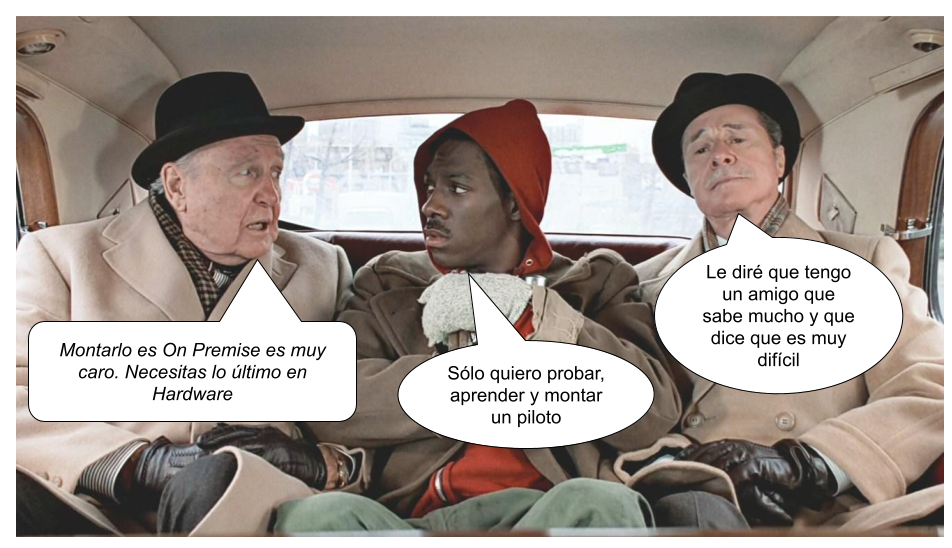 Montarlo es On Premise es muy
caro. Necesitas lo último en
Hardware
Sólo quiero probar,
aprender y montar
un piloto
Le diré que tengo
un amigo que
sabe mucho y que
dice que es muy
difícil